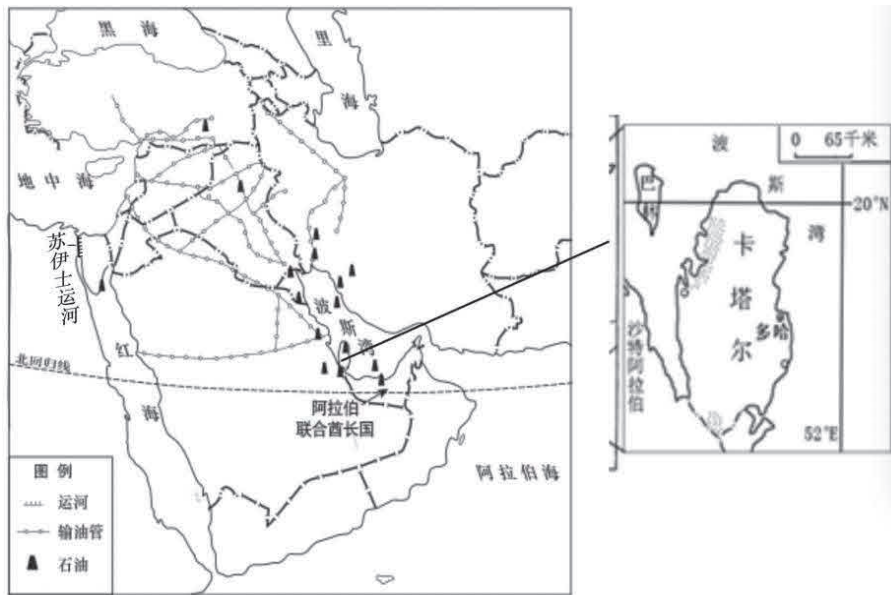 黑海
里海
地中海
苏伊士运河
波斯湾
红海
北回归线
阿拉伯
联合酋长国
阿拉伯海
图例
运河
输油管
石油
0 65千米
波斯湾
巴林
20°N
卡塔尔
多哈
沙特阿拉伯
52°E